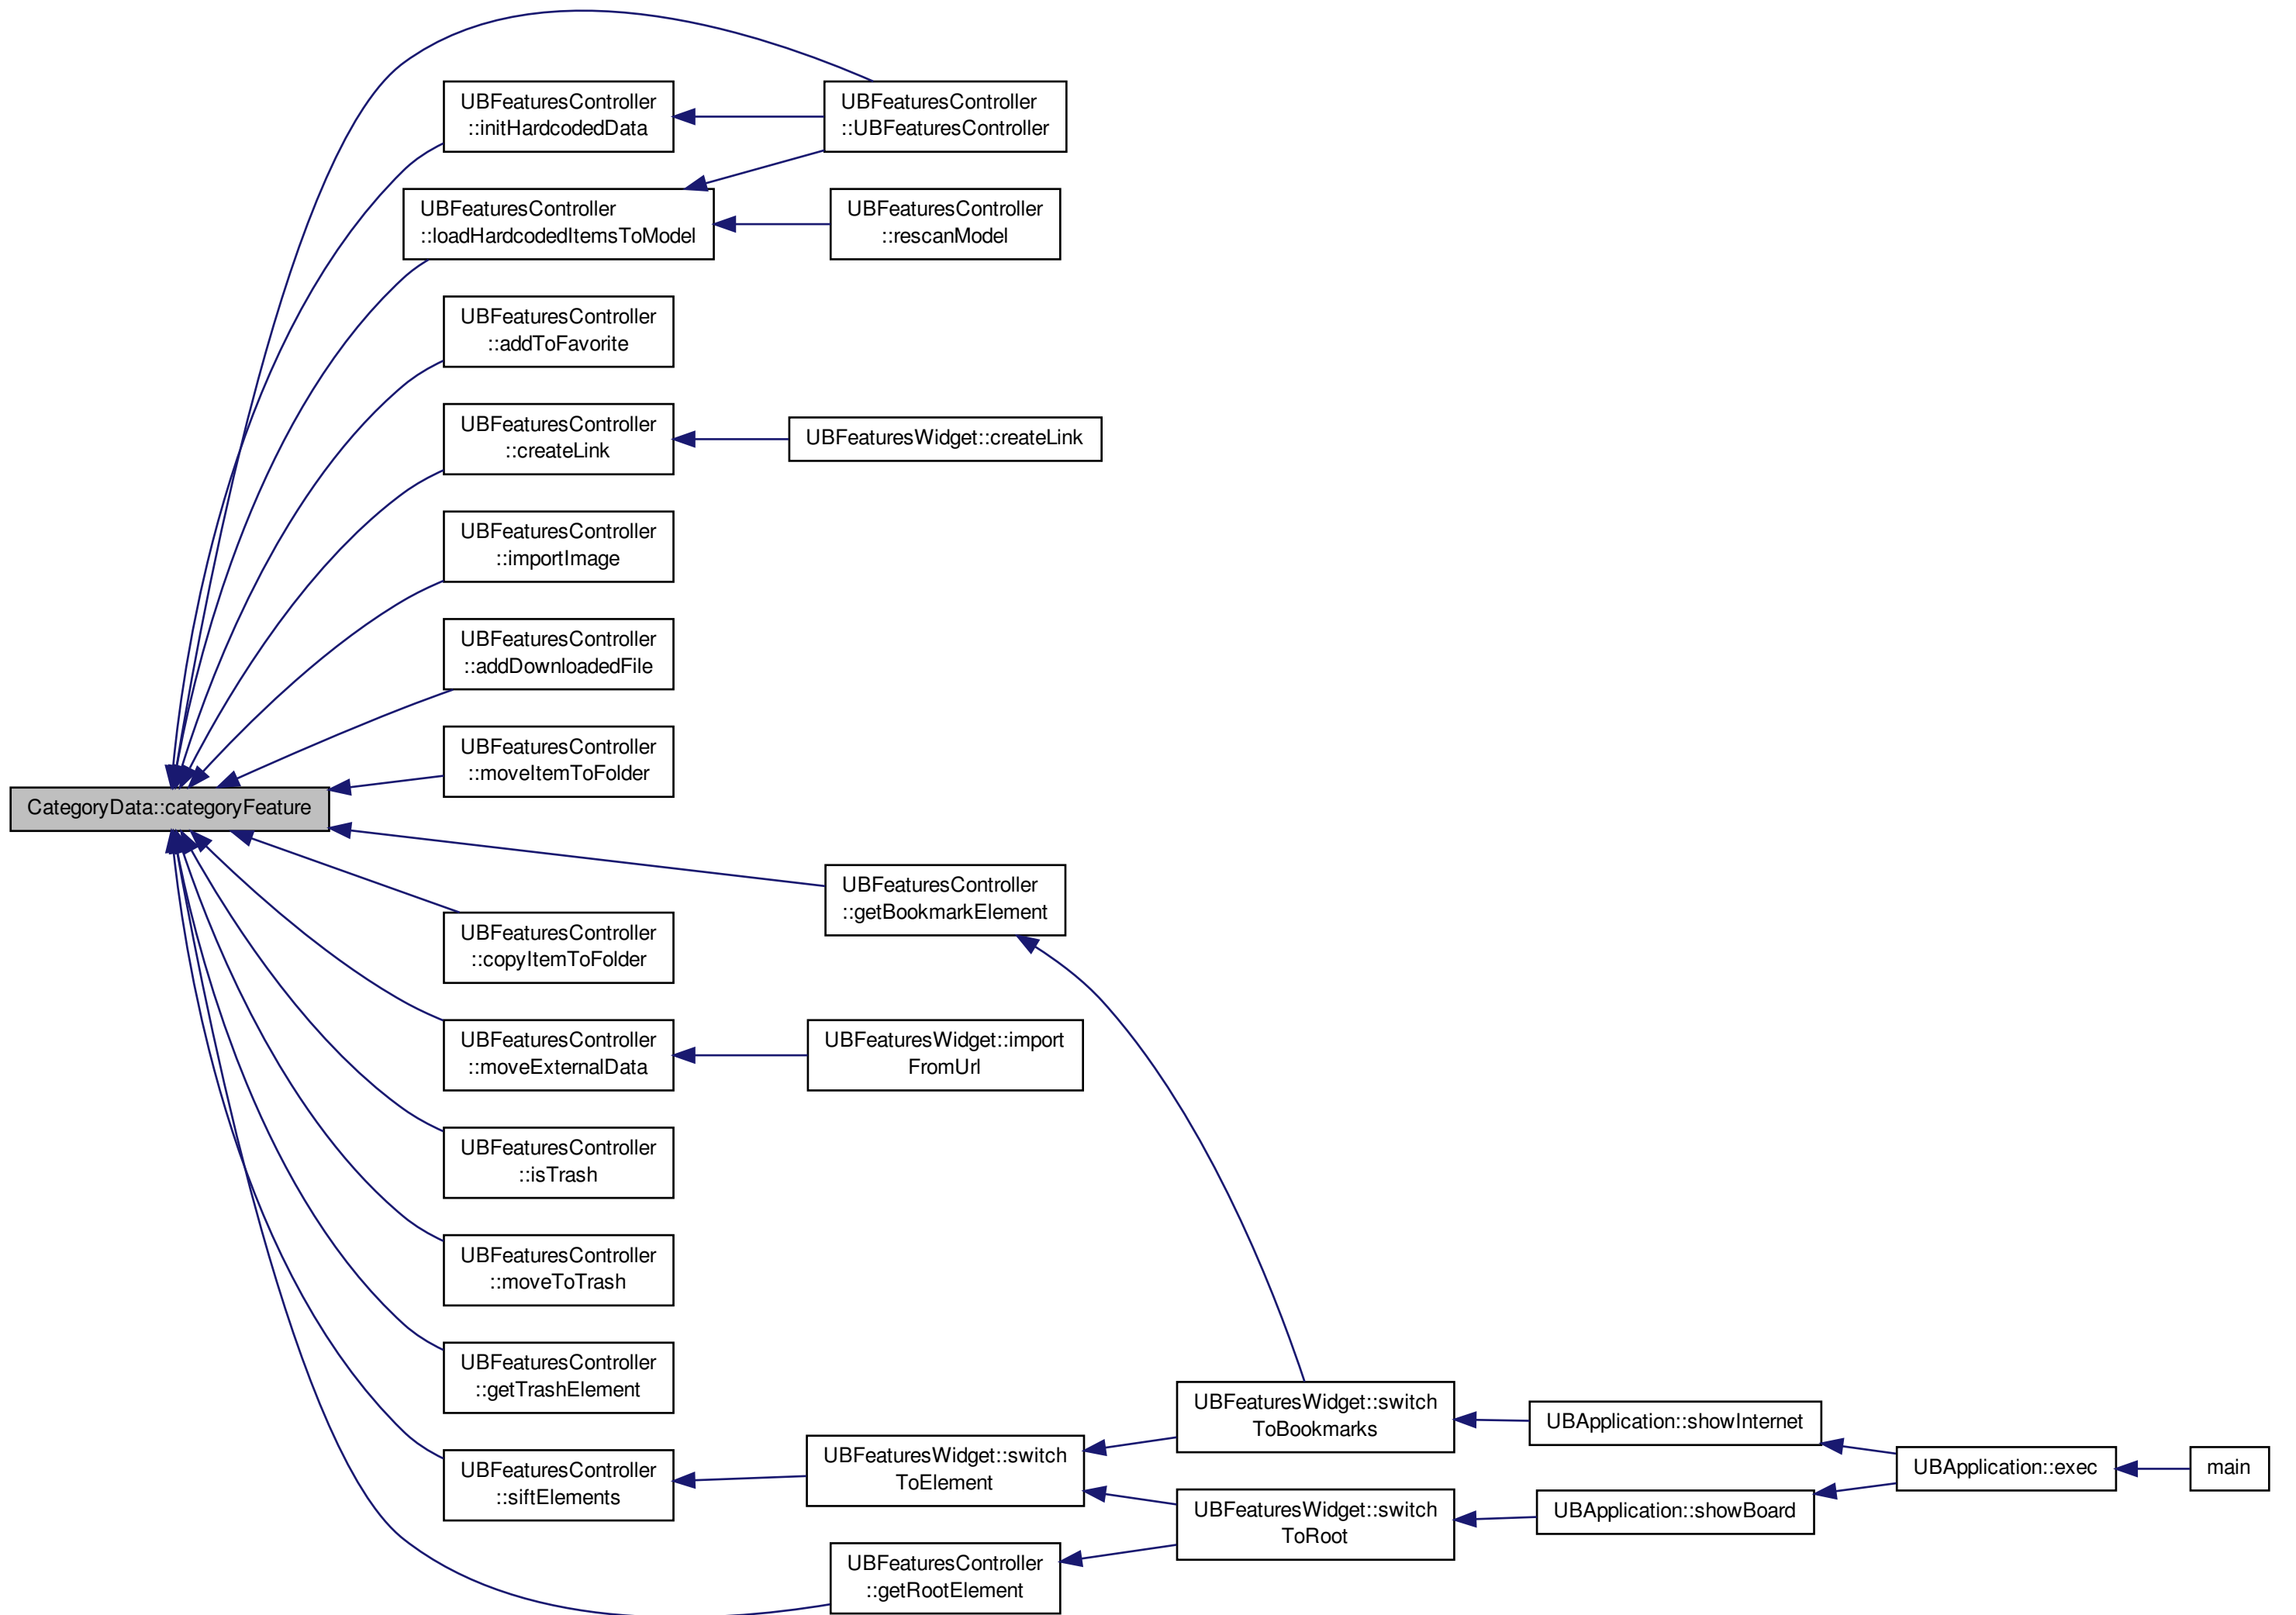 UBFeaturesController
::initHardcodedData
UBFeaturesController
::UBFeaturesController
UBFeaturesController
::loadHardcodedItemsToModel
UBFeaturesController
::rescanModel
UBFeaturesController
::addToFavorite
UBFeaturesController
::createLink
UBFeaturesWidget::createLink
UBFeaturesController
::importImage
UBFeaturesController
::addDownloadedFile
UBFeaturesController
::moveItemToFolder
CategoryData::categoryFeature
UBFeaturesController
::getBookmarkElement
UBFeaturesController
::copyItemToFolder
UBFeaturesController
::moveExternalData
UBFeaturesWidget::import
FromUrl
UBFeaturesController
::isTrash
UBFeaturesController
::moveToTrash
UBFeaturesController
::getTrashElement
UBFeaturesController
::siftElements
UBFeaturesWidget::switch
ToElement
UBFeaturesWidget::switch
ToBookmarks
UBApplication::showInternet
UBApplication::exec
main
UBFeaturesWidget::switch
ToRoot
UBApplication::showBoard
UBFeaturesController
::getRootElement